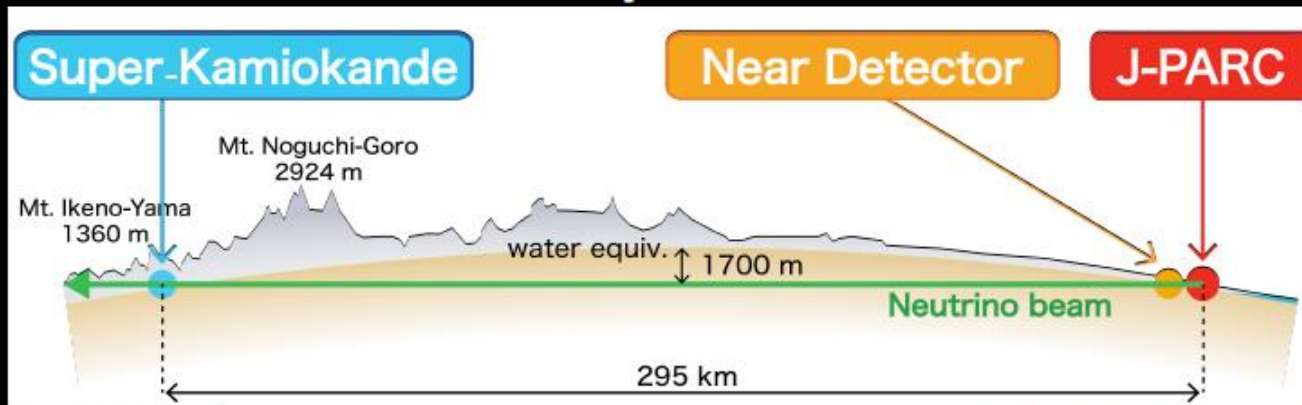 Super-Kamiokande
Near Detector
J-PARC
Mt. Noguchi-Goro
2924 m
Mt. Ikeno-Yama
1360 m
water equiv.
1700 m
Neutrino beam
295 km